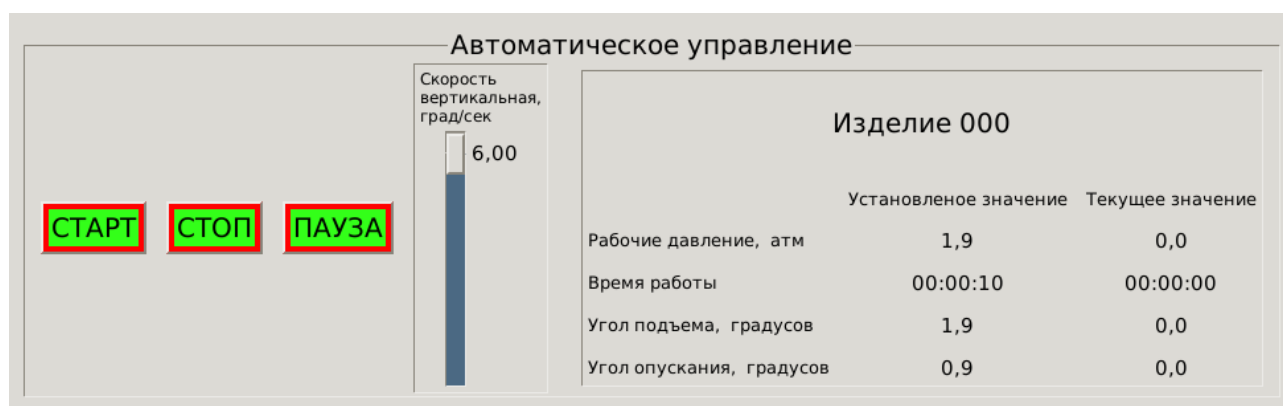 Автоматическое управление
СТАРТ СТОП ПАУЗА
Скорость
вертикальная,
град/сек
6,00
Изделие 000
Установленое значение Текущее значение
Рабочие давление, атм 1,9 0,0
Время работы 00:00:10 00:00:00
Угол подъема, градусов 1,9 0,0
Угол опускания, градусов 0,9 0,0